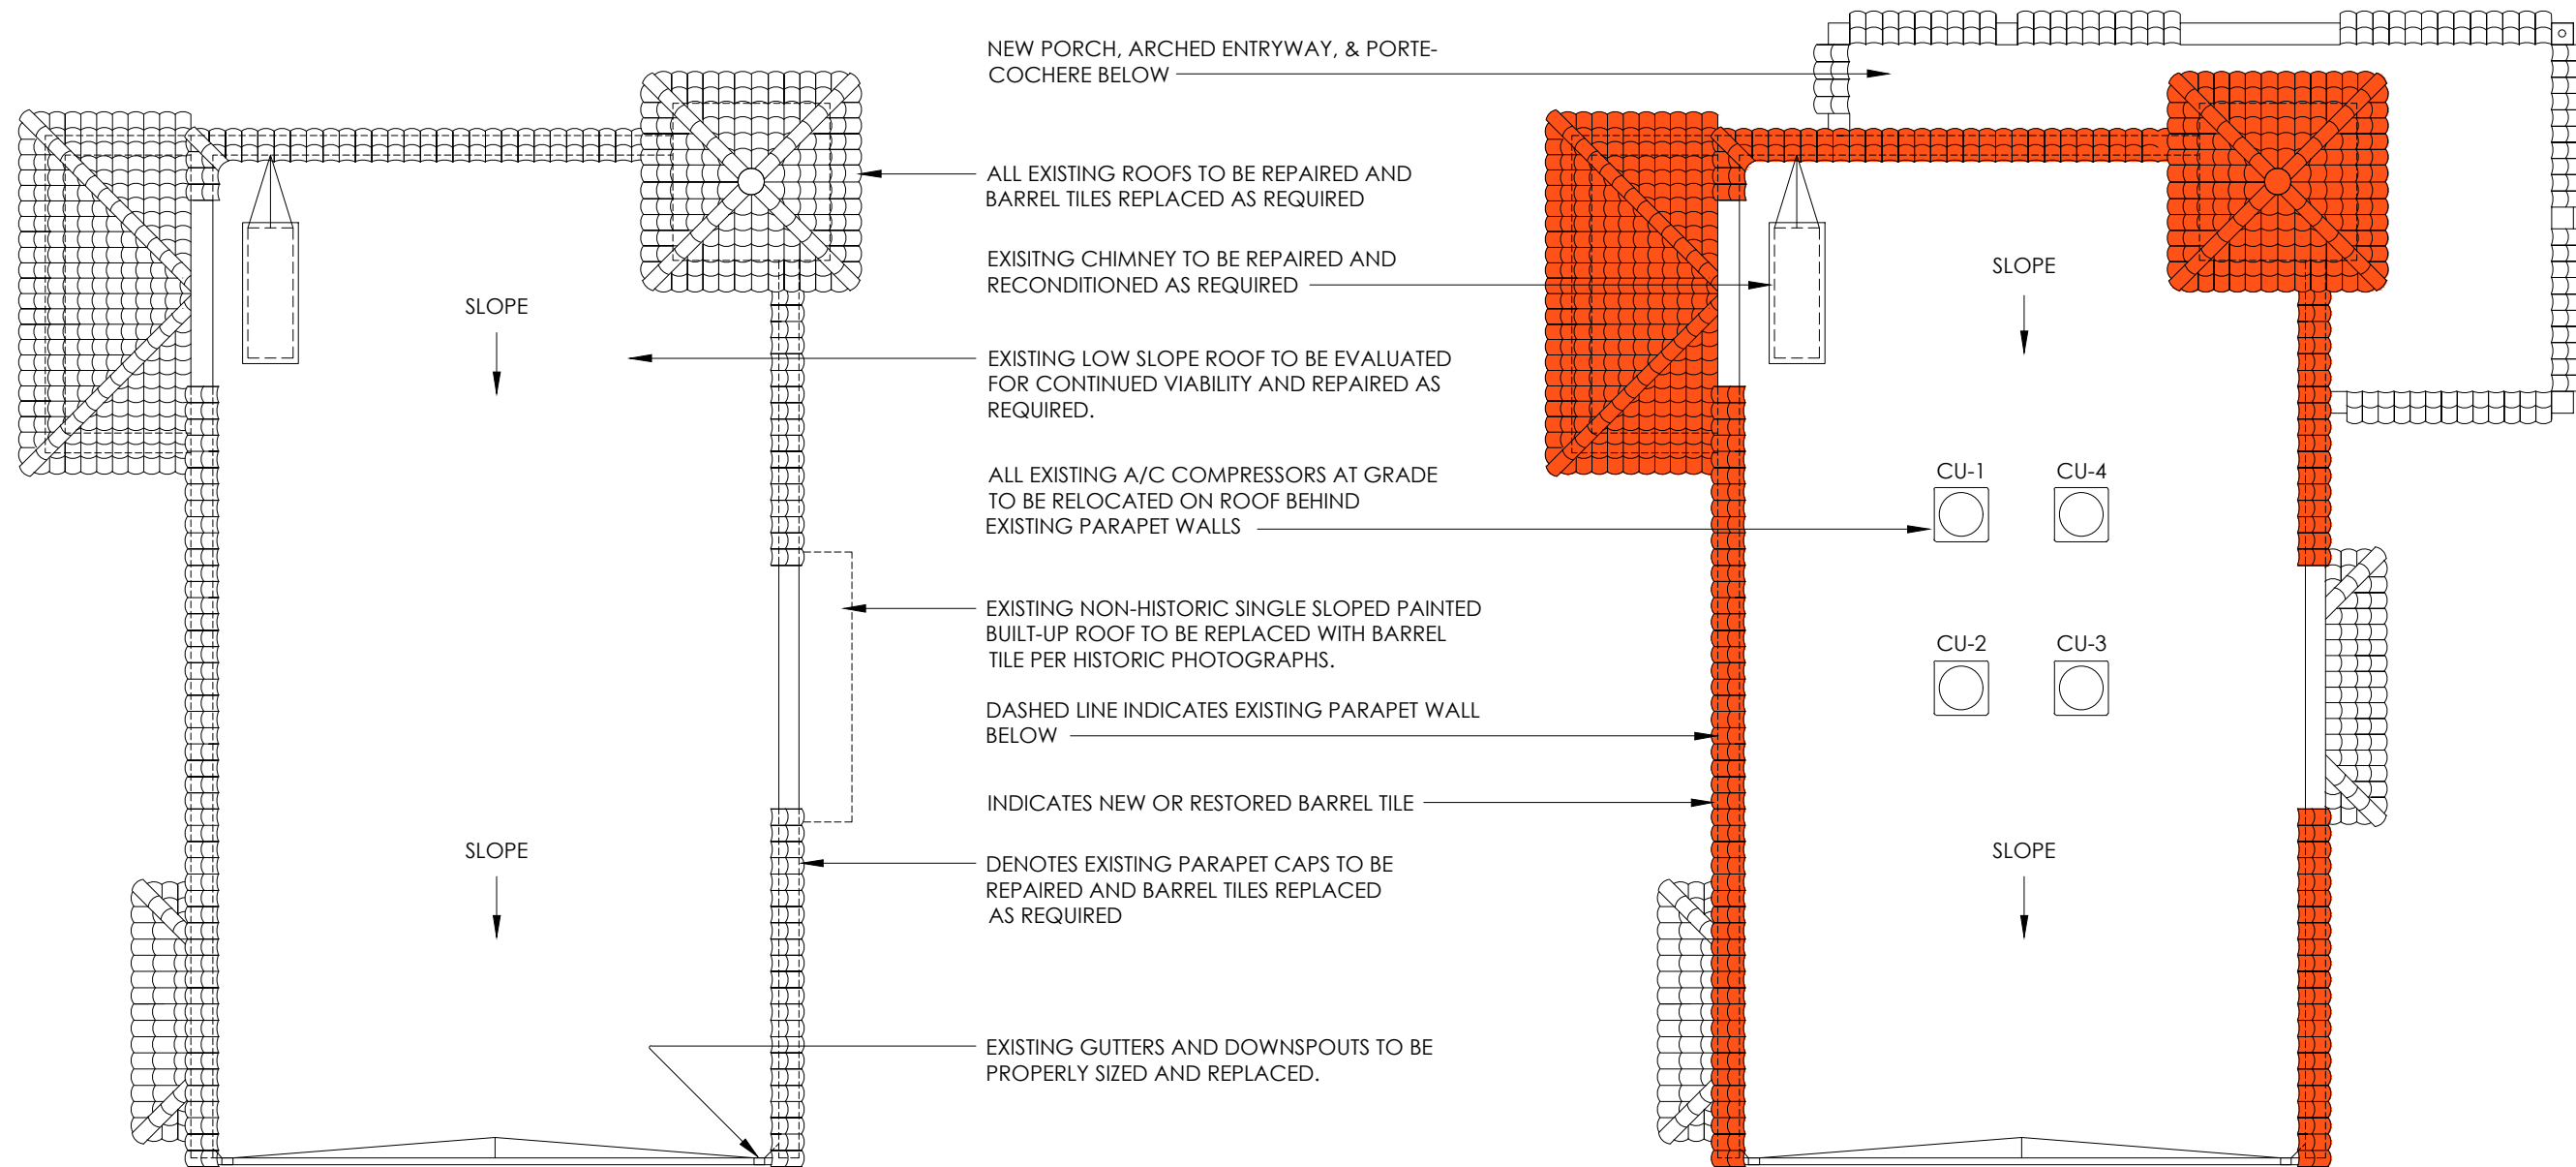 NEW PORCH, ARCHED ENTRYWAY, & PORTE-
COCHERE BELOW
ALL EXISTING ROOFS TO BE REPAIRED AND
BARREL TILES REPLACED AS REQUIRED
EXISITNG CHIMNEY TO BE REPAIRED AND
RECONDITIONED AS REQUIRED
SLOPE
SLOPE
EXISTING LOW SLOPE ROOF TO BE EVALUATED
FOR CONTINUED VIABILITY AND REPAIRED AS
REQUIRED.
ALL EXISTING A/C COMPRESSORS AT GRADE
TO BE RELOCATED ON ROOF BEHIND
EXISTING PARAPET WALLS
CU-1
CU-4
EXISTING NON-HISTORIC SINGLE SLOPED PAINTED
BUILT-UP ROOF TO BE REPLACED WITH BARREL
TILE PER HISTORIC PHOTOGRAPHS.
CU-2
CU-3
DASHED LINE INDICATES EXISTING PARAPET WALL
BELOW
INDICATES NEW OR RESTORED BARREL TILE
SLOPE
SLOPE
DENOTES EXISTING PARAPET CAPS TO BE
REPAIRED AND BARREL TILES REPLACED
AS REQUIRED
EXISTING GUTTERS AND DOWNSPOUTS TO BE
PROPERLY SIZED AND REPLACED.